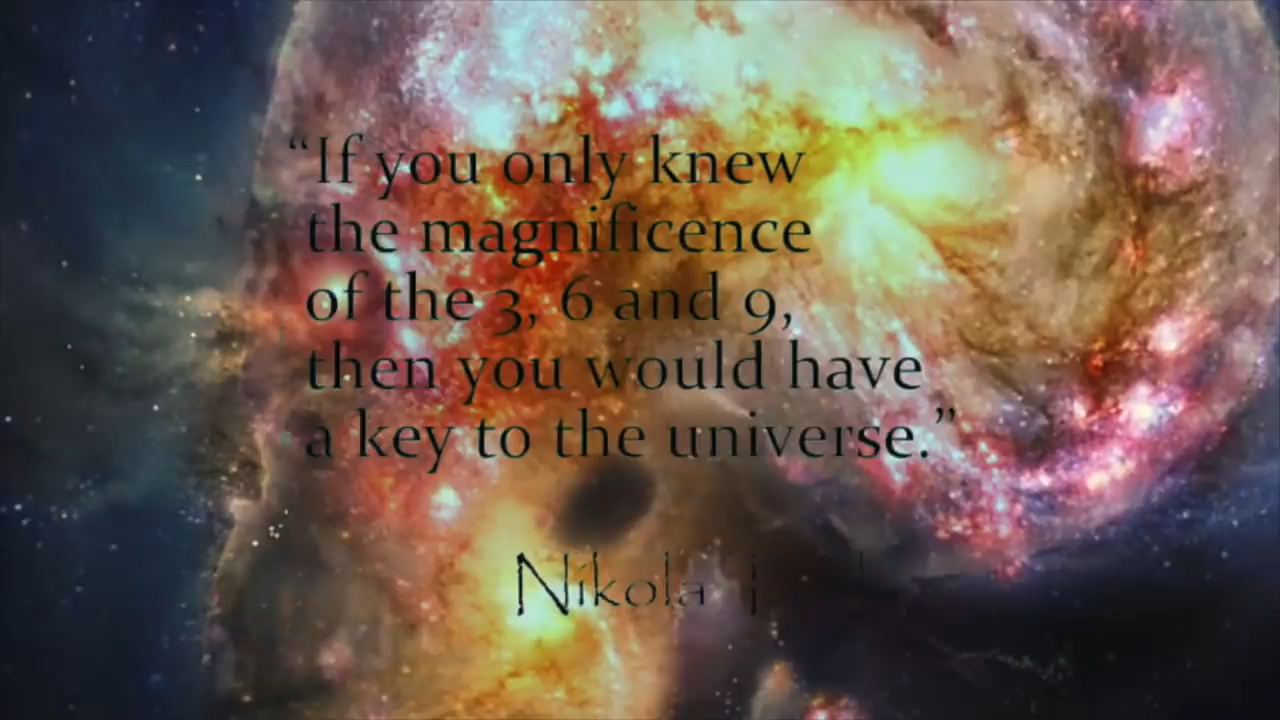 “If you only knew
the magnificence
of the 3, 6 and 9,
then you would have
a key to the universe.”
Nikola